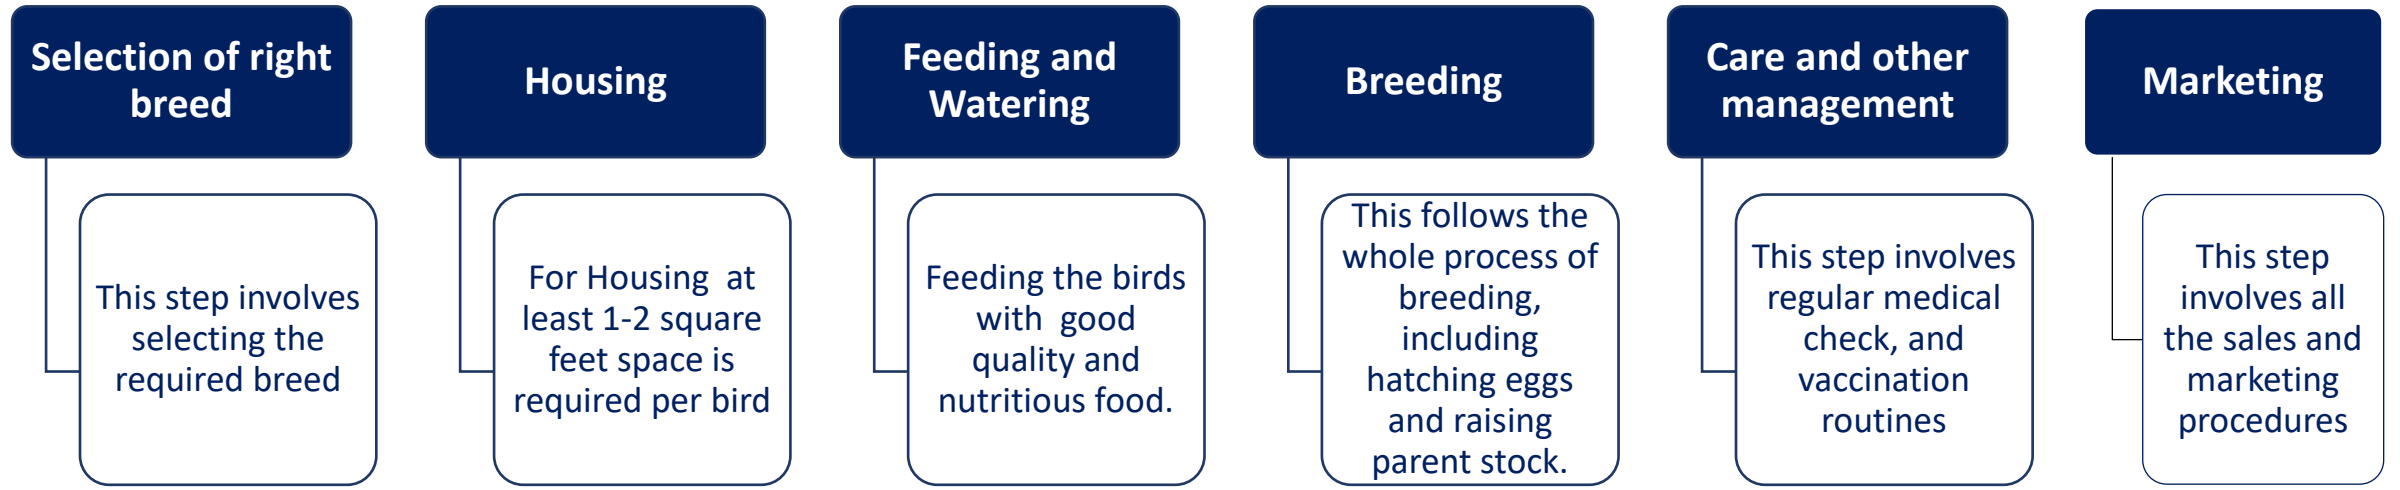 Selection of right
breed
This step involves
selecting the
required breed
Housing
For Housing  at
least 1-2 square
feet space is
required per bird
Feeding and
Watering
Feeding the birds
with  good
quality and
nutritious food.
Breeding
This follows the
whole process of
breeding,
including
hatching eggs
and raising
parent stock.
Care and other
management
This step involves
regular medical
check, and
vaccination
routines
Marketing
This step
involves all
the sales and
marketing
procedures